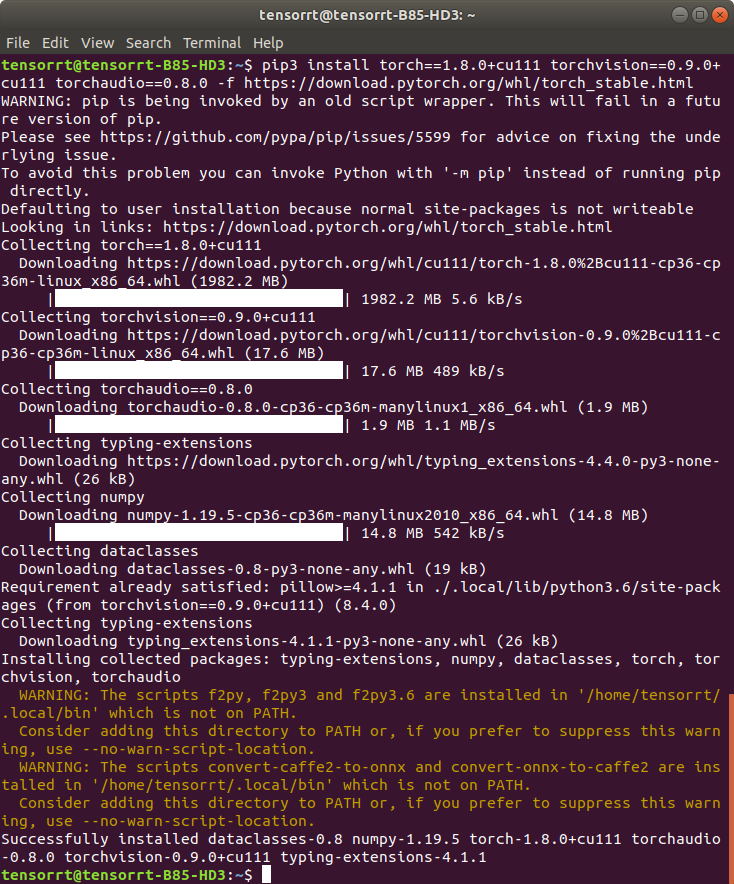 tensorrt@tensorrt-B85-HD3: ~
File Edit View Search Terminal Help
tensorrt@tensorrt-B85-HD3:~$ pip3 install torch==1.8.0+cu111 torchvision==0.9.0+
cu111 torchaudio==0.8.0 -f https://download.pytorch.org/whl/torch_stable.html
WARNING: pip is being invoked by an old script wrapper. This will fail in a futu
re version of pip.
Please see https://github.com/pypa/pip/issues/5599 for advice on fixing the unde
rlying issue.
To avoid this problem you can invoke Python with '-m pip' instead of running pip
 directly.
Defaulting to user installation because normal site-packages is not writeable
Looking in links: https://download.pytorch.org/whl/torch_stable.html
Collecting torch==1.8.0+cu111
  Downloading https://download.pytorch.org/whl/cu111/torch-1.8.0%2Bcu111-cp36-cp
36m-linux_x86_64.whl (1982.2 MB)
     |████████████████████████████████| 1982.2 MB 5.6 kB/s
Collecting torchvision==0.9.0+cu111
  Downloading https://download.pytorch.org/whl/cu111/torchvision-0.9.0%2Bcu111-c
p36-cp36m-linux_x86_64.whl (17.6 MB)
     |████████████████████████████████| 17.6 MB 489 kB/s
Collecting torchaudio==0.8.0
  Downloading torchaudio-0.8.0-cp36-cp36m-manylinux1_x86_64.whl (1.9 MB)
     |████████████████████████████████| 1.9 MB 1.1 MB/s
Collecting typing-extensions
  Downloading https://download.pytorch.org/whl/typing_extensions-4.4.0-py3-none-
any.whl (26 kB)
Collecting numpy
  Downloading numpy-1.19.5-cp36-cp36m-manylinux2010_x86_64.whl (14.8 MB)
     |████████████████████████████████| 14.8 MB 542 kB/s
Collecting dataclasses
  Downloading dataclasses-0.8-py3-none-any.whl (19 kB)
Requirement already satisfied: pillow>=4.1.1 in ./.local/lib/python3.6/site-pack
ages (from torchvision==0.9.0+cu111) (8.4.0)
Collecting typing-extensions
  Downloading typing_extensions-4.1.1-py3-none-any.whl (26 kB)
Installing collected packages: typing-extensions, numpy, dataclasses, torch, tor
chvision, torchaudio
  WARNING: The scripts f2py, f2py3 and f2py3.6 are installed in '/home/tensorrt/
.local/bin' which is not on PATH.
  Consider adding this directory to PATH or, if you prefer to suppress this warn
ing, use --no-warn-script-location.
  WARNING: The scripts convert-caffe2-to-onnx and convert-onnx-to-caffe2 are ins
talled in '/home/tensorrt/.local/bin' which is not on PATH.
  Consider adding this directory to PATH or, if you prefer to suppress this warn
ing, use --no-warn-script-location.
Successfully installed dataclasses-0.8 numpy-1.19.5 torch-1.8.0+cu111 torchaudio
-0.8.0 torchvision-0.9.0+cu111 typing-extensions-4.1.1
tensorrt@tensorrt-B85-HD3:~$